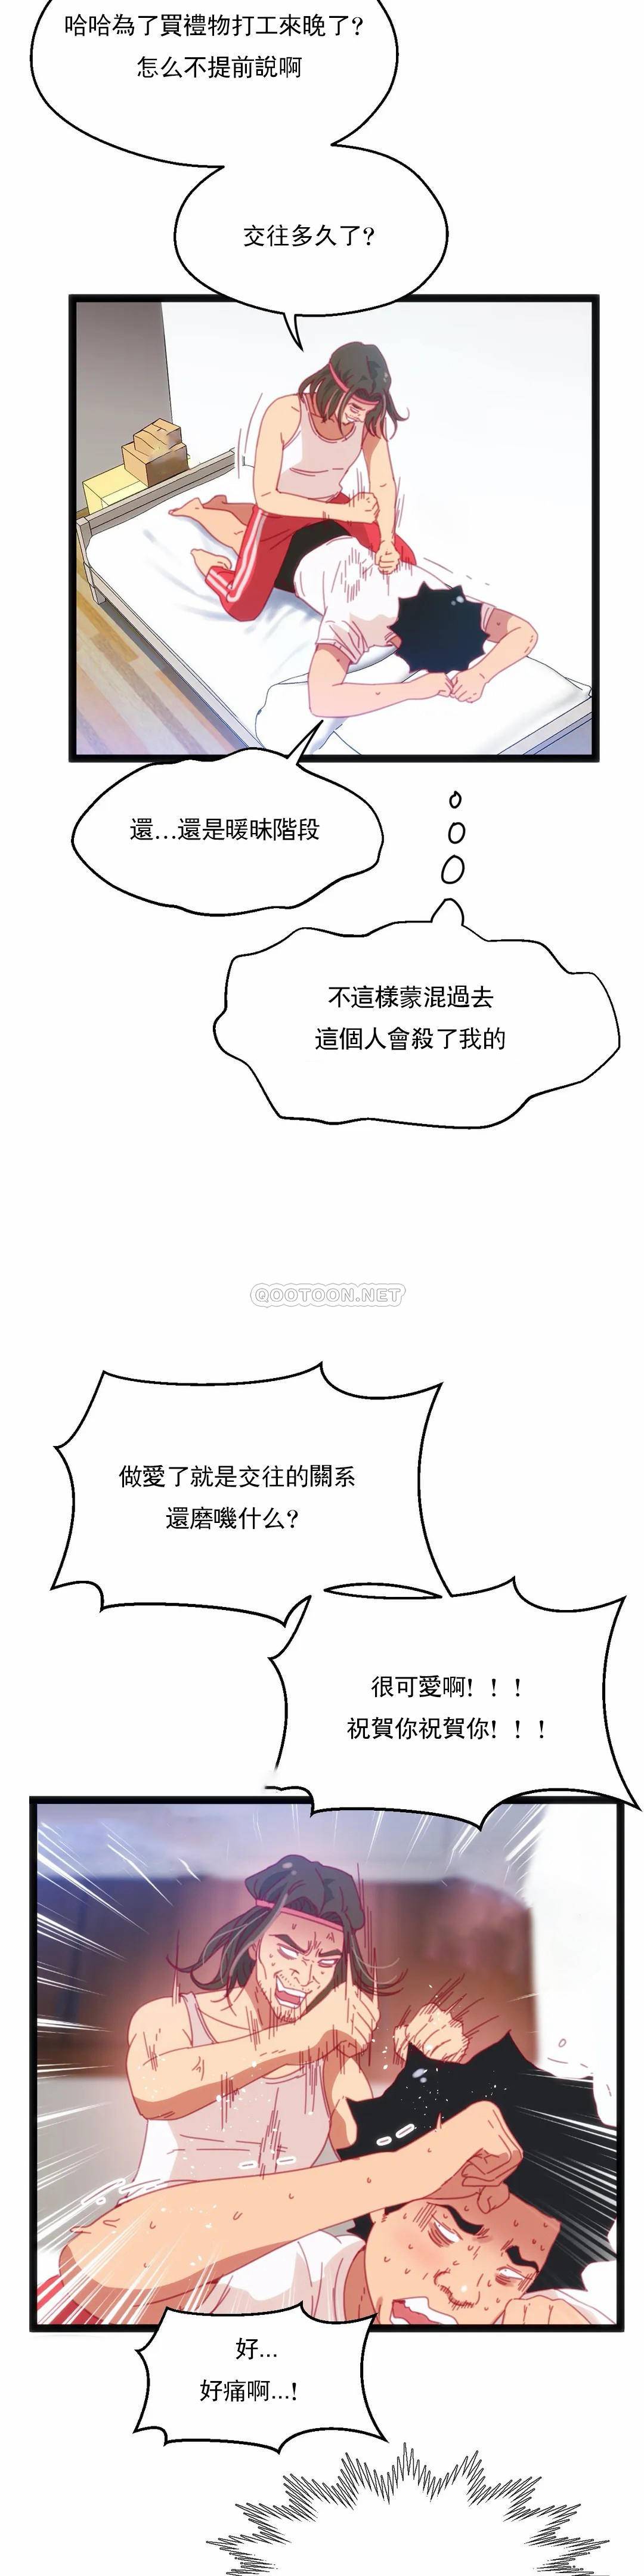 哈哈為了買禮物打工來晚了?
怎么不提前說啊
交往多久了?
還...還是曖昧階段
不這樣蒙混過去
這個人會殺了我的
QOOTOON.NET
做愛了就是交往的關系
還磨嘰什么?
很可愛啊!!!
祝賀你祝賀你!!!
好...
好痛啊...!